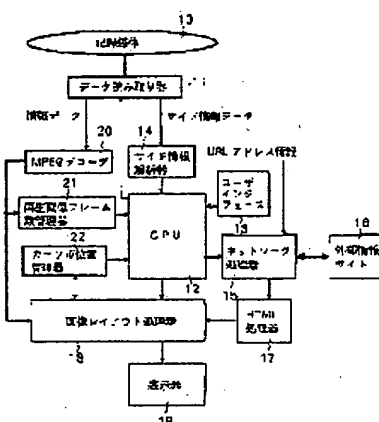 10
記録媒体
データ読み取り部
情報データ
サイド情報データ
20
14
URLアドレス情報
MPEGデコーダ
サイド情報
解析部
21
ユーザ
インタ
フェース
再生画像フレーム
数管理部
CPU
13
16
22
ネットワーク
処理部
外部情報
サイト
カーソル位置
管理部
12
15
HTML
処理部
画像レイアウト処理部
17
19
表示部
18